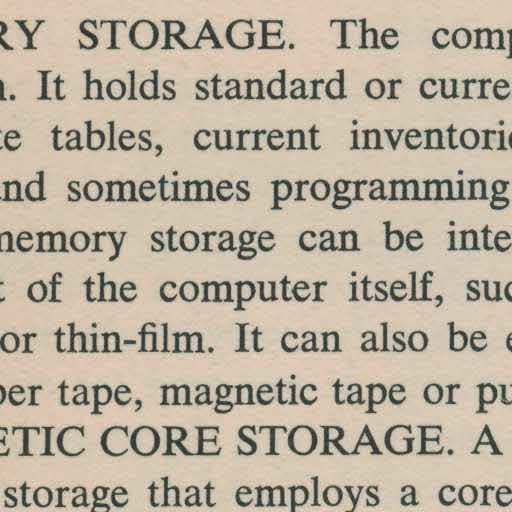 RY STORAGE. The comp
n. It holds standard or curre
te tables, current inventorie
and sometimes programming
memory storage can be inte
t of the computer itself, suc
or thin-film. It can also be e
per tape, magnetic tape or pu
ETIC CORE STORAGE. A
storage that employs a core